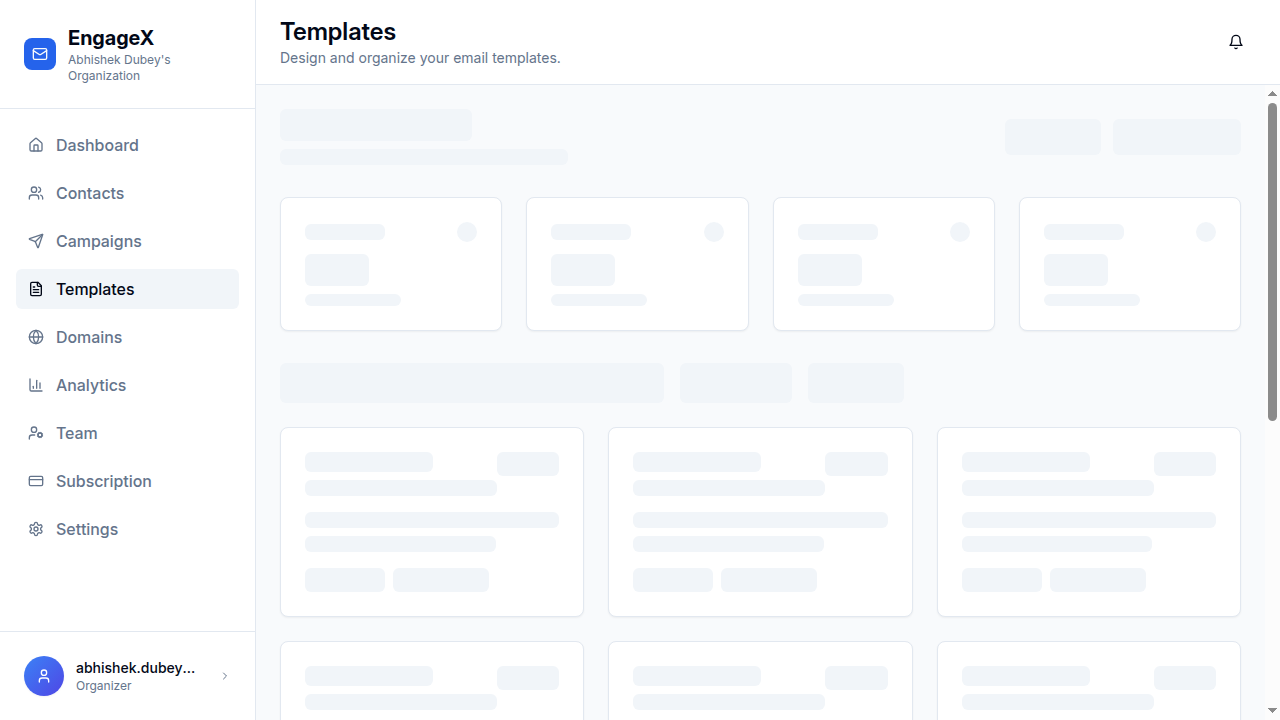 EngageX
Abhishek Dubey's
Organization
Dashboard
Contacts
Campaigns
Templates
Domains
Analytics
Team
Subscription
Settings
abhishek.dubey...
Organizer
Templates
Design and organize your email templates.